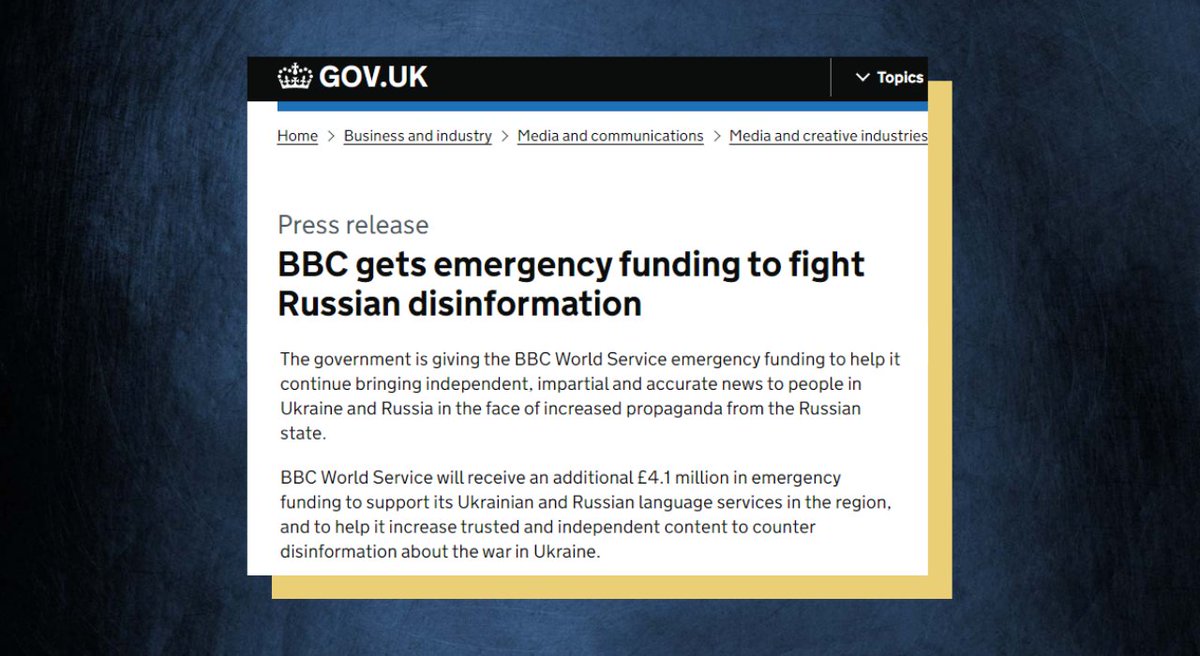 GOV.UK
Topics
Home > Business and industry > Media and communications > Media and creative industries
Press release
BBC gets emergency funding to fight
Russian disinformation
The government is giving the BBC World Service emergency funding to help it
continue bringing independent, impartial and accurate news to people in
Ukraine and Russia in the face of increased propaganda from the Russian
state.
BBC World Service will receive an additional £4.1 million in emergency
funding to support its Ukrainian and Russian language services in the region,
and to help it increase trusted and independent content to counter
disinformation about the war in Ukraine.